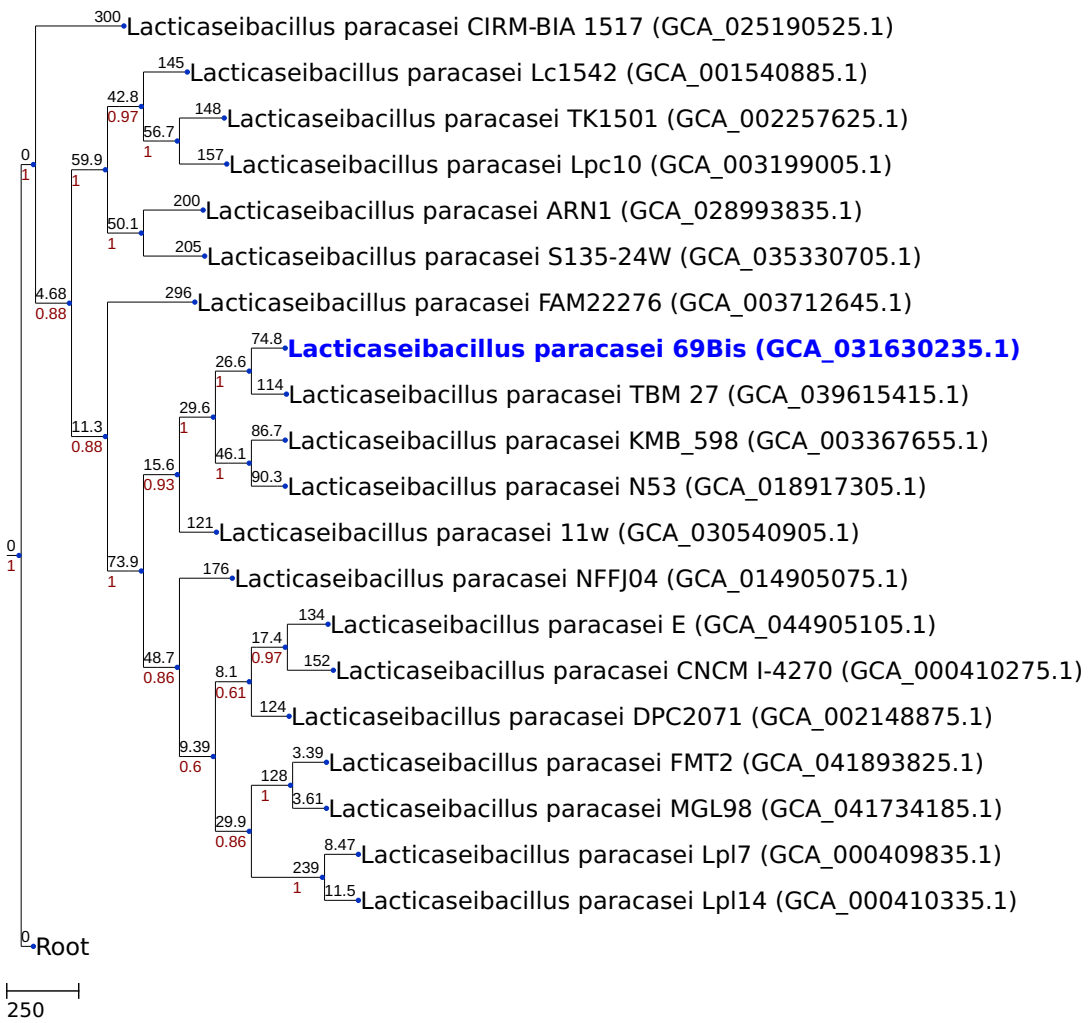 300
Lacticaseibacillus paracasei CIRM-BIA 1517 (GCA_025190525.1)
145
Lacticaseibacillus paracasei Lc1542 (GCA_001540885.1)
42.8
0.97
148
Lacticaseibacillus paracasei TK1501 (GCA_002257625.1)
56.7
1
157
Lacticaseibacillus paracasei Lpc10 (GCA_003199005.1)
0
1
59.9
1
200
Lacticaseibacillus paracasei ARN1 (GCA_028993835.1)
50.1
1
205
Lacticaseibacillus paracasei S135-24W (GCA_035330705.1)
4.68
0.88
296
Lacticaseibacillus paracasei FAM22276 (GCA_003712645.1)
74.8
Lacticaseibacillus paracasei 69Bis (GCA_031630235.1)
26.6
1
114
Lacticaseibacillus paracasei TBM 27 (GCA_039615415.1)
29.6
1
11.3
0.88
86.7
Lacticaseibacillus paracasei KMB_598 (GCA_003367655.1)
46.1
1
15.6
0.93
90.3
Lacticaseibacillus paracasei N53 (GCA_018917305.1)
121
Lacticaseibacillus paracasei 11w (GCA_030540905.1)
0
1
73.9
1
176
Lacticaseibacillus paracasei NFFJ04 (GCA_014905075.1)
134
Lacticaseibacillus paracasei E (GCA_044905105.1)
17.4
0.97
48.7
0.86
152
Lacticaseibacillus paracasei CNCM I-4270 (GCA_000410275.1)
8.1
0.61
124
Lacticaseibacillus paracasei DPC2071 (GCA_002148875.1)
9.39
0.6
3.39
Lacticaseibacillus paracasei FMT2 (GCA_041893825.1)
128
1
3.61
Lacticaseibacillus paracasei MGL98 (GCA_041734185.1)
29.9
0.86
8.47
Lacticaseibacillus paracasei Lpl7 (GCA_000409835.1)
239
1
11.5
Lacticaseibacillus paracasei Lpl14 (GCA_000410335.1)
0
Root
250